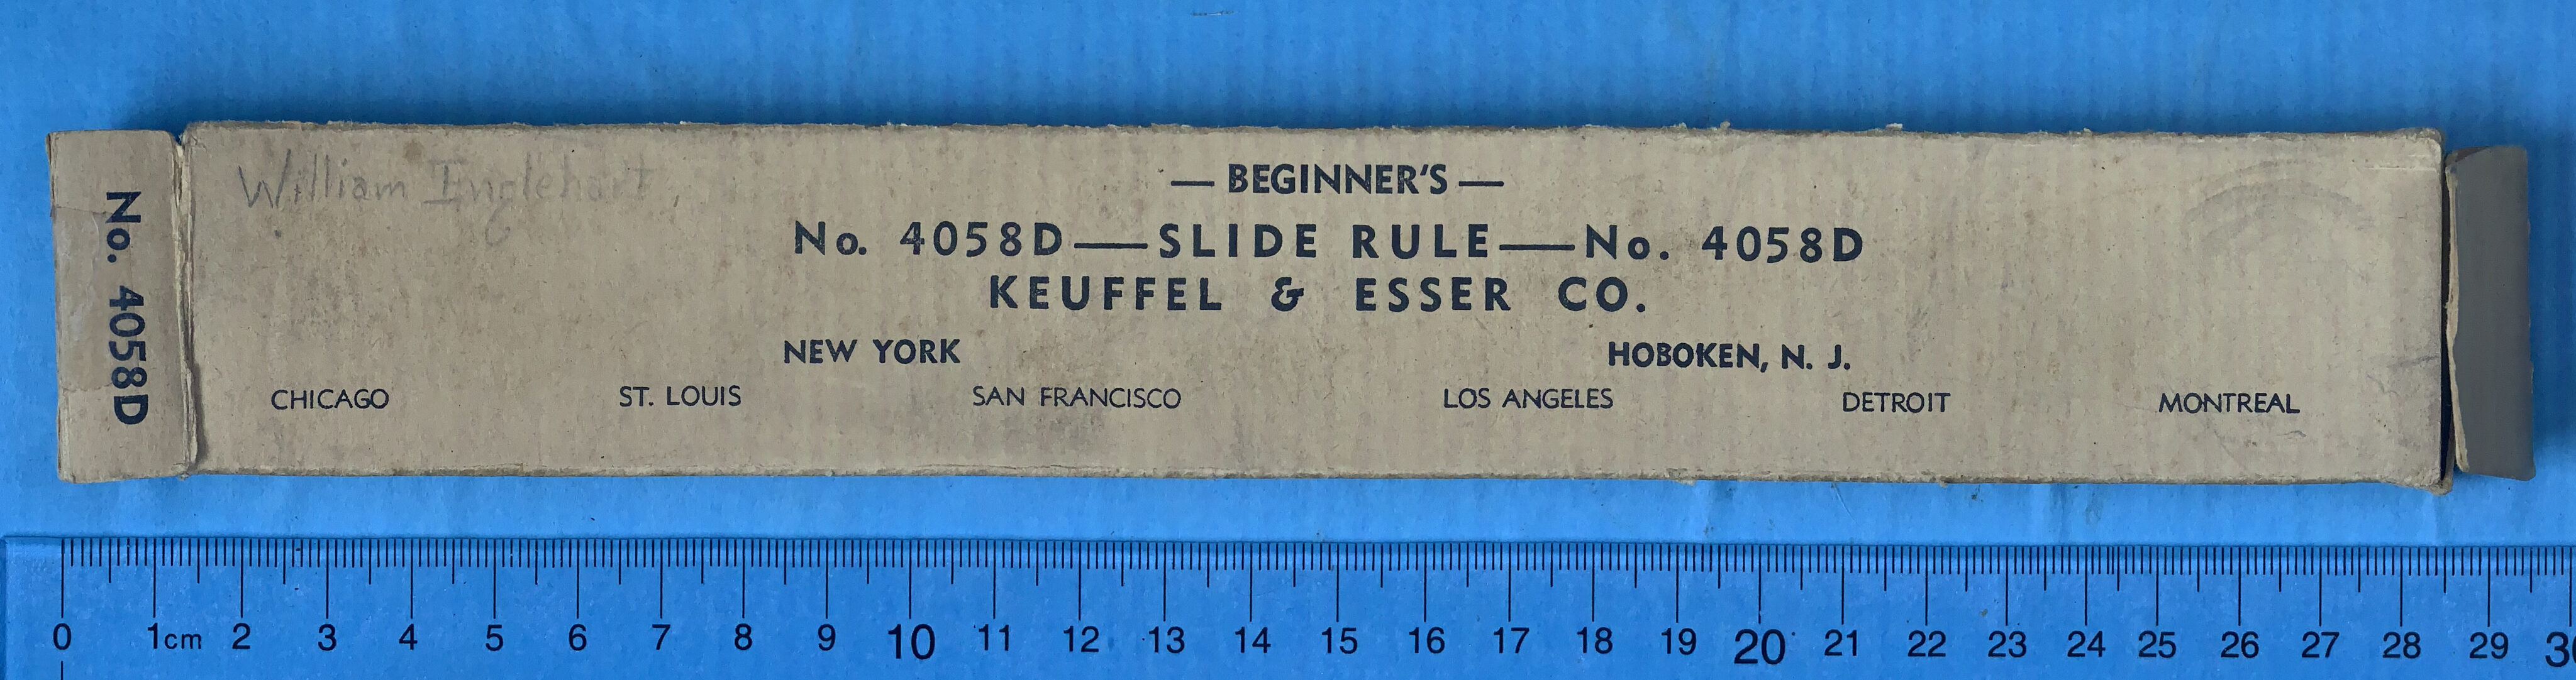 William Inglehart
— BEGINNER'S —
No. 4058D — SLIDE RULE — No. 4058D
KEUFFEL & ESSER CO.
NEW YORK HOBOKEN, N. J.
CHICAGO ST. LOUIS SAN FRANCISCO LOS ANGELES DETROIT MONTREAL
No. 4058D
0 1cm 2 3 4 5 6 7 8 9 10 11 12 13 14 15 16 17 18 19 20 21 22 23 24 25 26 27 28 29 30